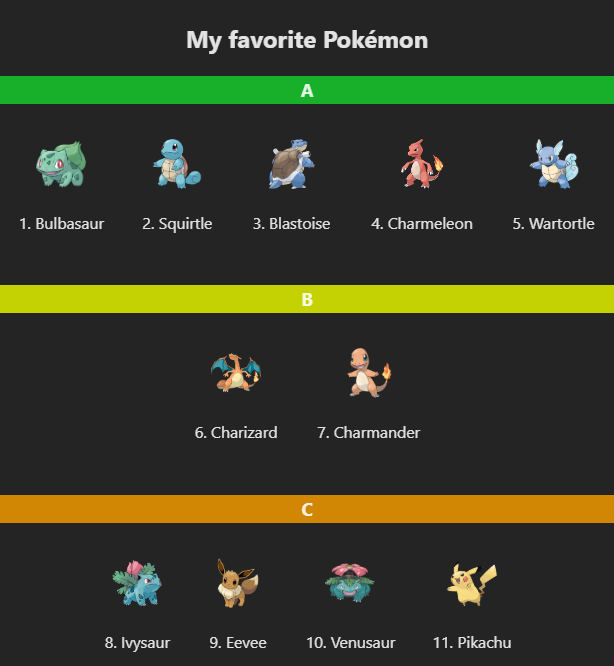 My favorite Pokémon
A
1. Bulbasaur 2. Squirtle 3. Blastoise 4. Charmeleon 5. Wartortle
B
6. Charizard 7. Charmander
C
8. Ivysaur 9. Eevee 10. Venusaur 11. Pikachu